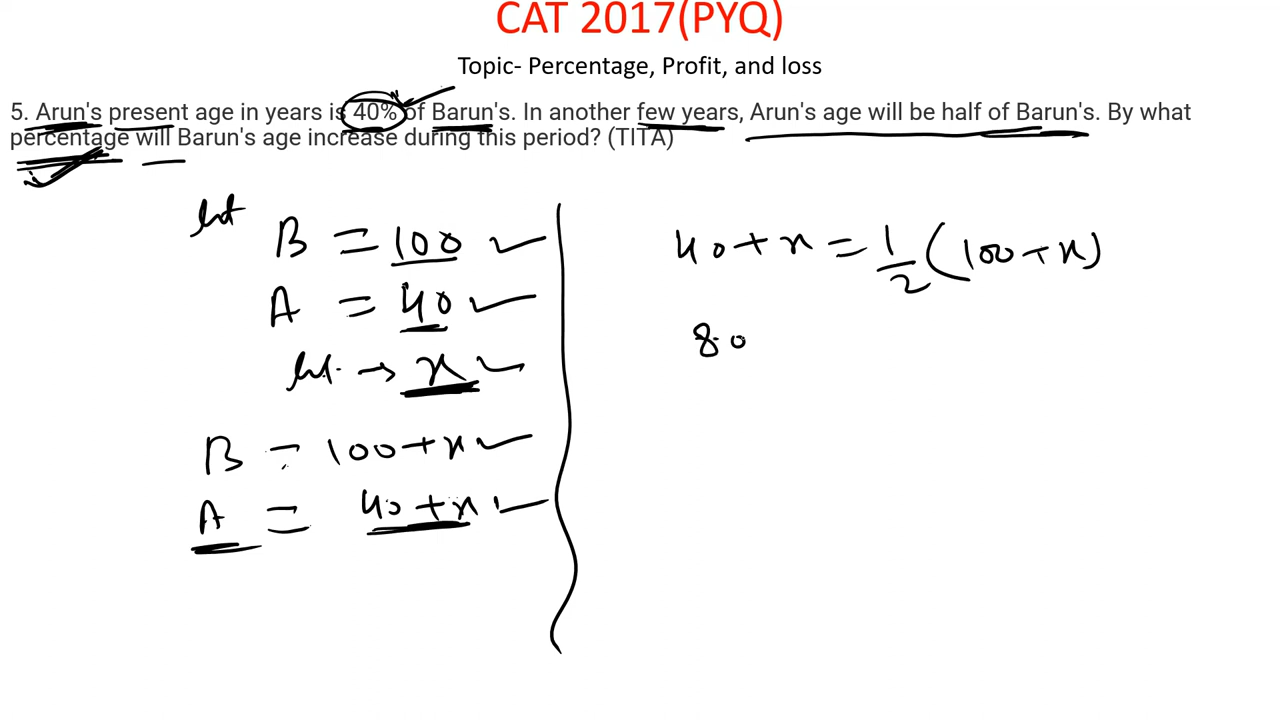 CAT 2017(PYQ)
Topic- Percentage, Profit, and loss
5. Arun's present age in years is 40% of Barun's. In another few years, Arun's age will be half of Barun's. By what
percentage will Barun's age increase during this period? (TITA)
let
B = 100
A = 40
let → x
B = 100 + x
A = 40 + x
40 + x = 1/2 (100 + x)
80